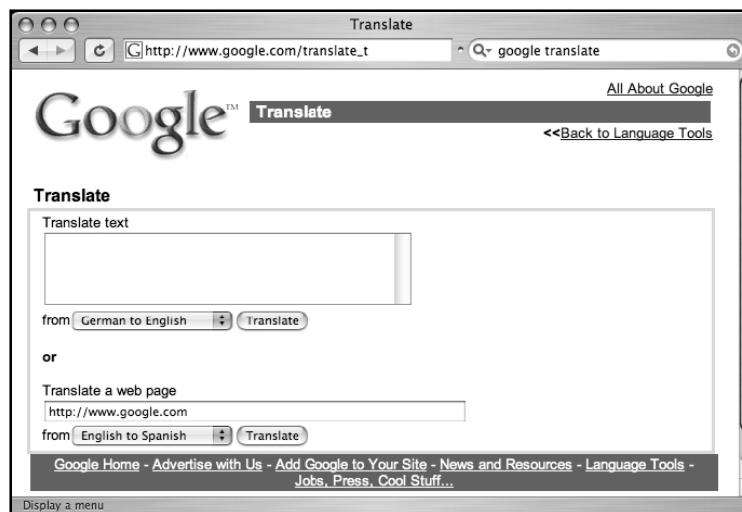 Translate
http://www.google.com/translate_t
google translate
All About Google
Google™
Translate
<<Back to Language Tools
Translate
Translate text
from German to English Translate
or
Translate a web page
http://www.google.com
from English to Spanish Translate
Google Home - Advertise with Us - Add Google to Your Site - News and Resources - Language Tools -
Jobs, Press, Cool Stuff...
Display a menu